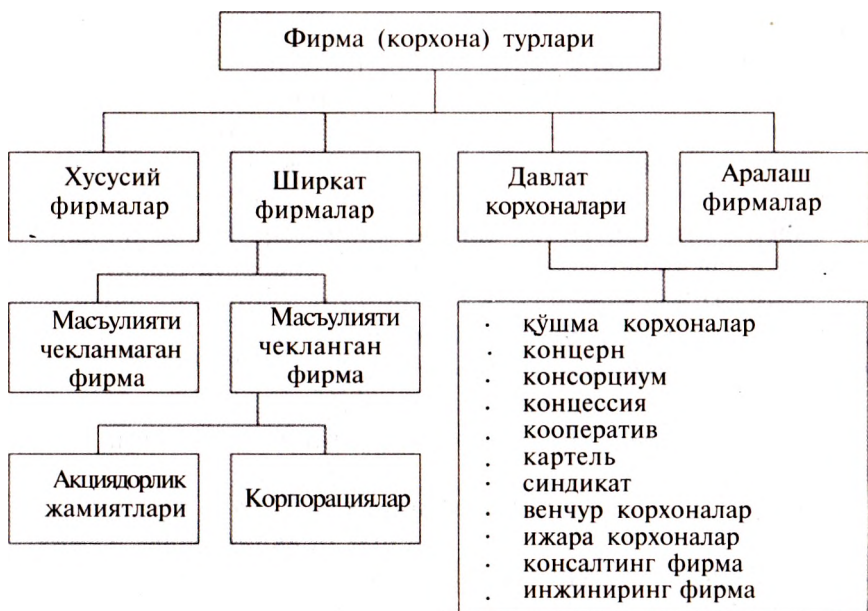 Фирма (корхона) турлари
Хусусий
фирмалар
Ширкат
фирмалар
Давлат
корхоналари
Аралаш
фирмалар
Масъулияти
чекланмаган
фирма
Масъулияти
чекланган
фирма
Акциядорлик
жамиятлари
Корпорациялар
· қўшма корхоналар
· концерн
· консорциум
· концессия
· кооператив
· картель
· синдикат
· венчур корхоналар
· ижара корхоналар
· консалтинг фирма
· инжиниринг фирма